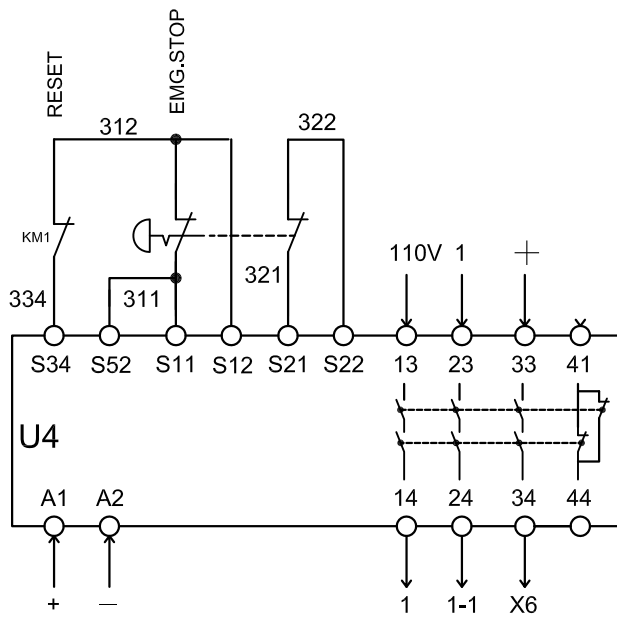 RESET
EMG.STOP
312
322
KM1
334
311
321
110V 1 +
S34 S52 S11 S12 S21 S22 13 23 33 41
U4
A1 A2 14 24 34 44
+ — 1 1-1 X6